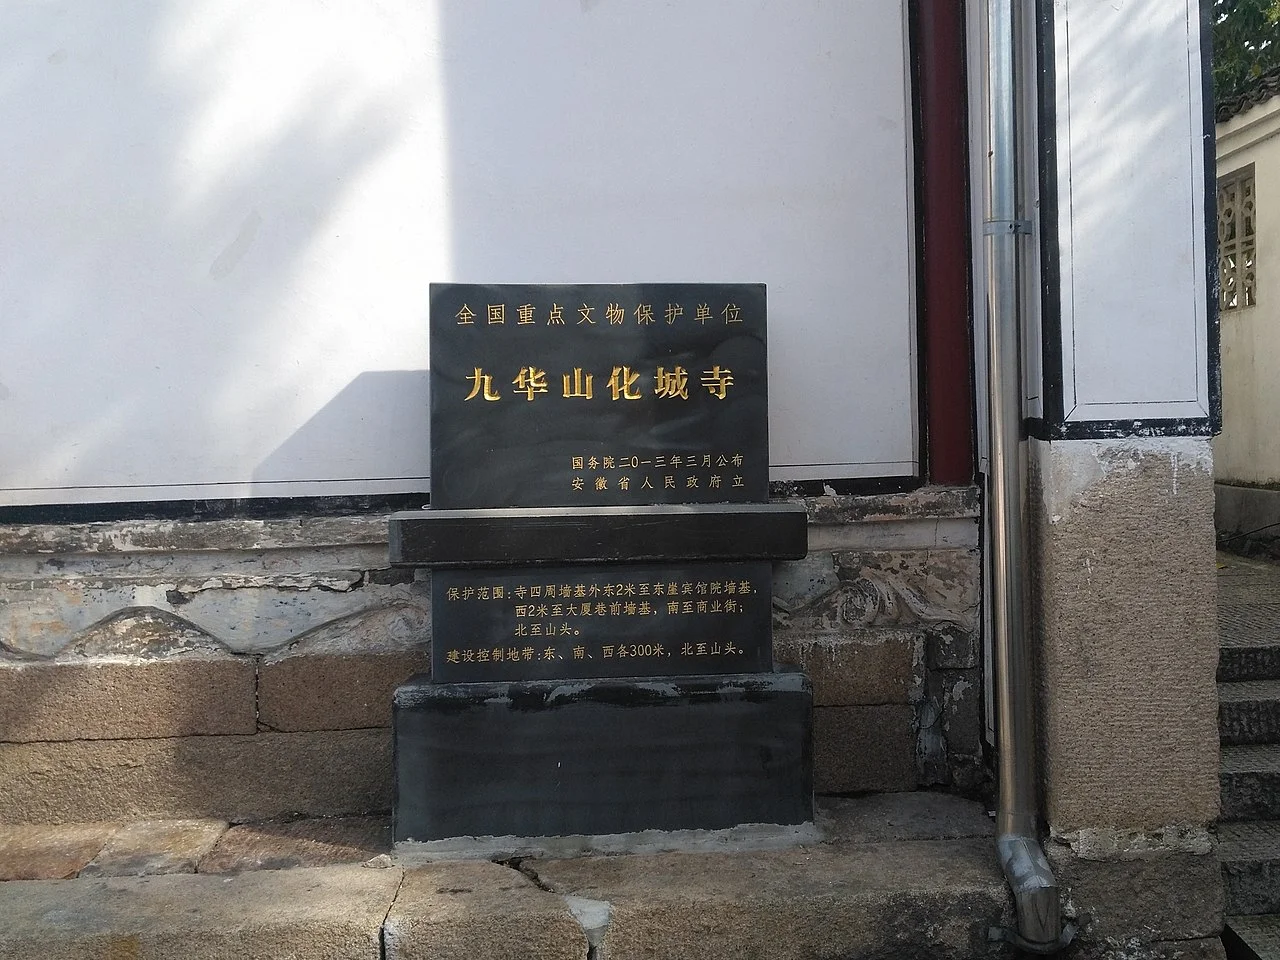 全国重点文物保护单位
九华山化城寺
国务院二0一三年三月公布
安徽省人民政府立
保护范围:寺四周墙基外东2米至东崖宾馆院墙基,
西2米至大厦巷前墙基，南至商业街；
北至山头。
建设控制地带:东、南、西各300米，北至山头。